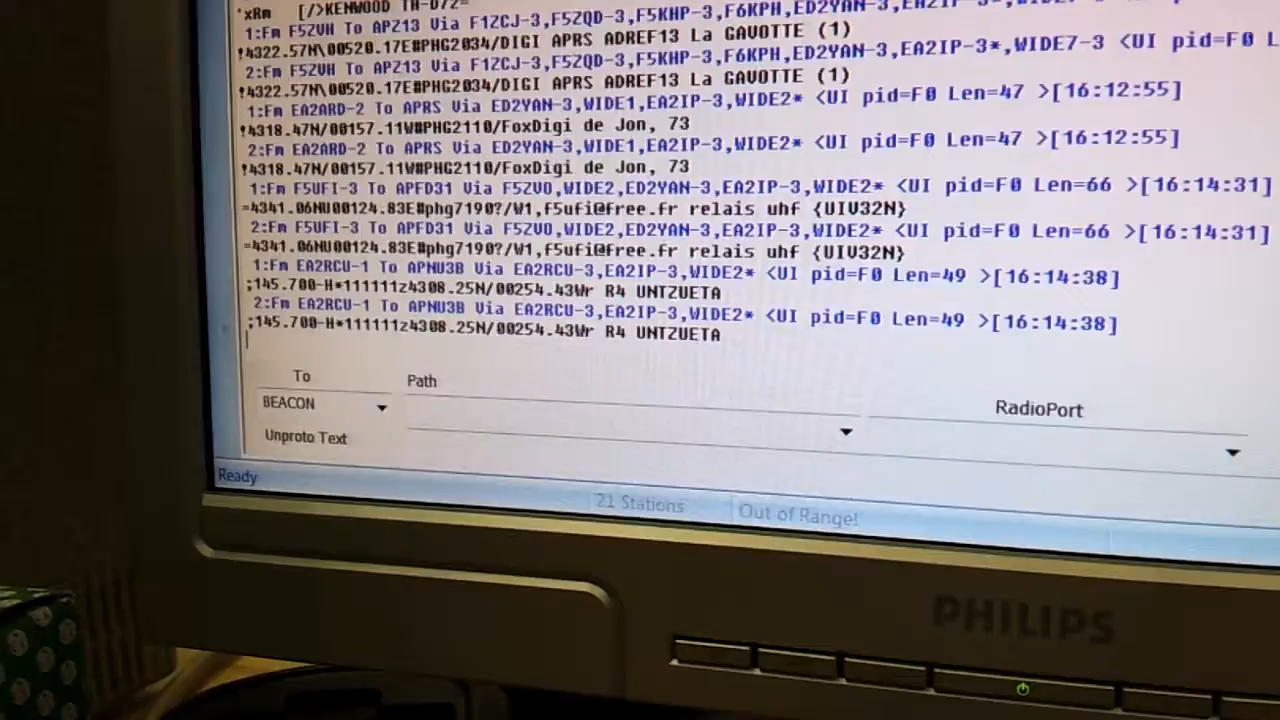 'xRm [/>KENWOOD TH-D72=
1:Fm F5ZVH To APZ13 Via F1ZCJ-3,F5ZQD-3,F5KHP-3,F6KPH,ED2YAN-3,EA2IP-3*,
!4322.57N\00520.17E#PHG2034/DIGI APRS ADREF13 La GAVOTTE (1)
2:Fm F5ZVH To APZ13 Via F1ZCJ-3,F5ZQD-3,F5KHP-3,F6KPH,ED2YAN-3,EA2IP-3*,WIDE7-3 <UI pid=F0 L
!4322.57N\00520.17E#PHG2034/DIGI APRS ADREF13 La GAVOTTE (1)
1:Fm EA2ARD-2 To APRS Via ED2YAN-3,WIDE1,EA2IP-3,WIDE2* <UI pid=F0 Len=47 >[16:12:55]
!4318.47N/00157.11W#PHG2110/FoxDigi de Jon, 73
2:Fm EA2ARD-2 To APRS Via ED2YAN-3,WIDE1,EA2IP-3,WIDE2* <UI pid=F0 Len=47 >[16:12:55]
!4318.47N/00157.11W#PHG2110/FoxDigi de Jon, 73
1:Fm F5UFI-3 To APFD31 Via F5ZVO,WIDE2,ED2YAN-3,EA2IP-3,WIDE2* <UI pid=F0 Len=66 >[16:14:31]
=4341.06NU00124.83E#phg7190?/W1,f5ufi@free.fr relais uhf {UIV32N}
2:Fm F5UFI-3 To APFD31 Via F5ZVO,WIDE2,ED2YAN-3,EA2IP-3,WIDE2* <UI pid=F0 Len=66 >[16:14:31]
=4341.06NU00124.83E#phg7190?/W1,f5ufi@free.fr relais uhf {UIV32N}
1:Fm EA2RCU-1 To APNU3B Via EA2RCU-3,EA2IP-3,WIDE2* <UI pid=F0 Len=49 >[16:14:38]
;145.700-H*111111z4308.25N/00254.43Wr R4 UNTZUETA
2:Fm EA2RCU-1 To APNU3B Via EA2RCU-3,EA2IP-3,WIDE2* <UI pid=F0 Len=49 >[16:14:38]
;145.700-H*111111z4308.25N/00254.43Wr R4 UNTZUETA
To Path RadioPort
BEACON
Unproto Text
Ready 21 Stations Out of Range!
PHILIPS